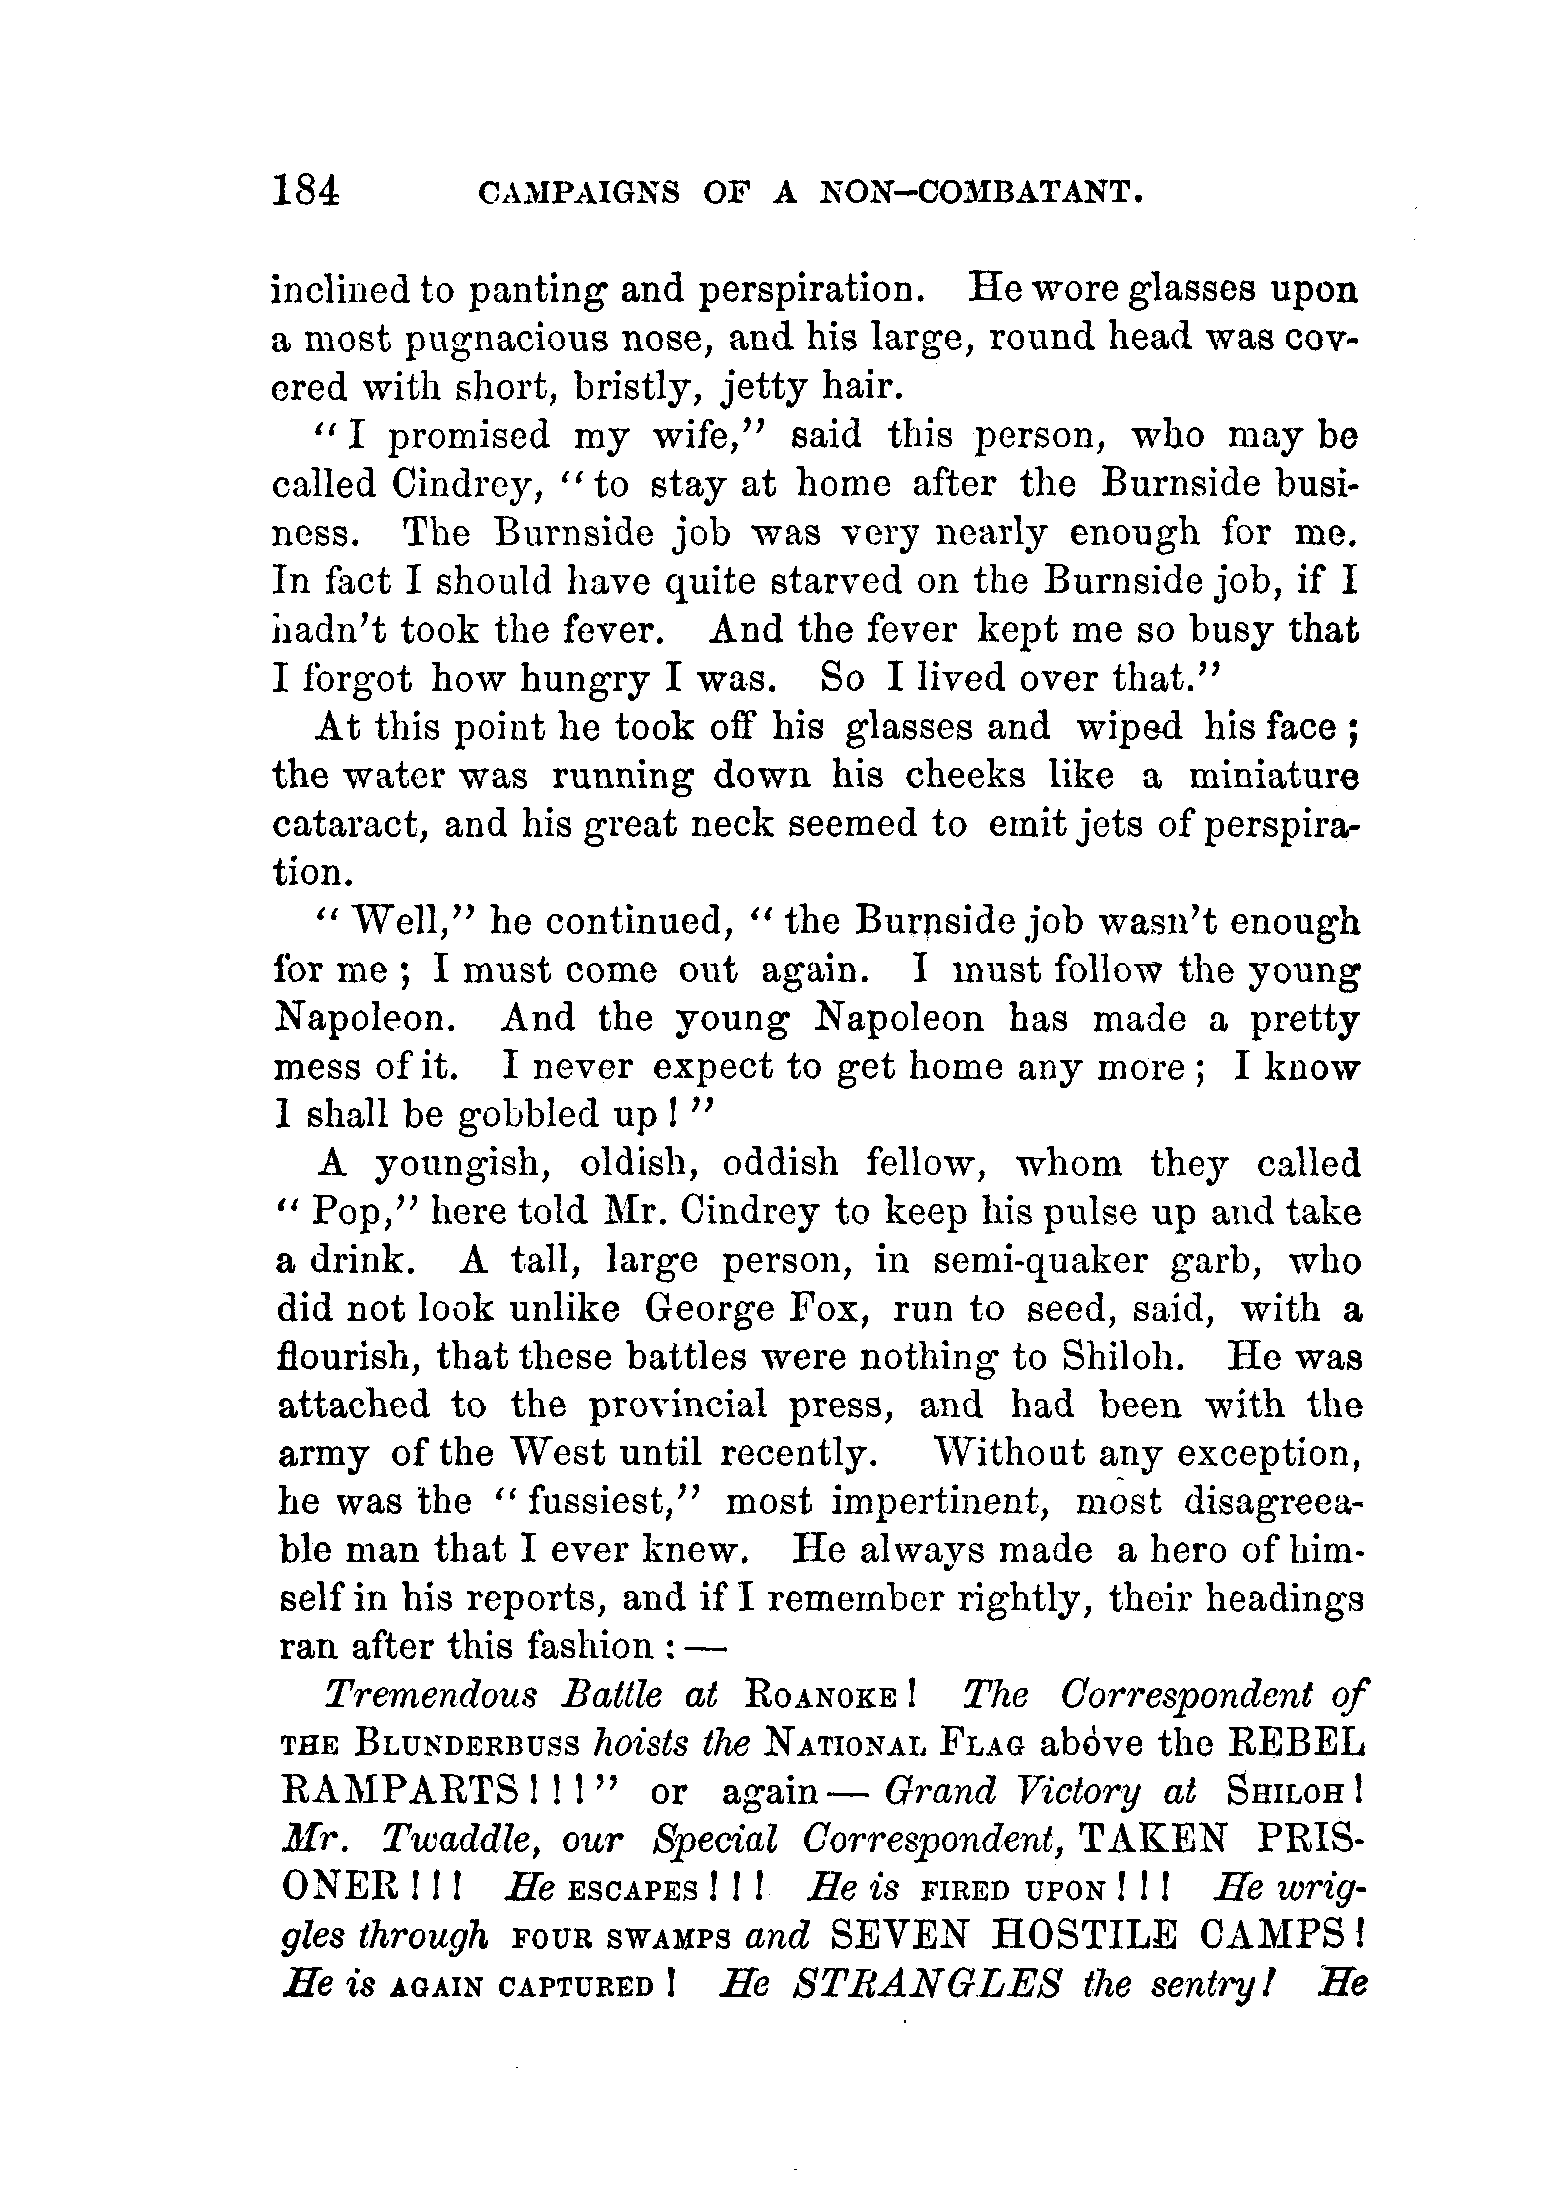 184 CAMPAIGNS OF A NON-COMBATANT.
inclined to panting and perspiration. He wore glasses upon
a most pugnacious nose, and his large, round head was cov-
ered with short, bristly, jetty hair.
“I promised my wife,” said this person, who may be
called Cindrey, “to stay at home after the Burnside busi-
ness. The Burnside job was very nearly enough for me.
In fact I should have quite starved on the Burnside job, if I
hadn't took the fever. And the fever kept me so busy that
I forgot how hungry I was. So I lived over that.”
At this point he took off his glasses and wiped his face;
the water was running down his cheeks like a miniature
cataract, and his great neck seemed to emit jets of perspira-
tion.
“Well,” he continued, “the Burnside job wasn't enough
for me; I must come out again. I must follow the young
Napoleon. And the young Napoleon has made a pretty
mess of it. I never expect to get home any more; I know
I shall be gobbled up!”
A youngish, oldish, oddish fellow, whom they called
“Pop,” here told Mr. Cindrey to keep his pulse up and take
a drink. A tall, large person, in semi-quaker garb, who
did not look unlike George Fox, run to seed, said, with a
flourish, that these battles were nothing to Shiloh. He was
attached to the provincial press, and had been with the
army of the West until recently. Without any exception,
he was the “fussiest,” most impertinent, most disagreea-
ble man that I ever knew. He always made a hero of him-
self in his reports, and if I remember rightly, their headings
ran after this fashion:—
Tremendous Battle at ROANOKE! The Correspondent of
THE BLUNDERBUSS hoists the NATIONAL FLAG above the REBEL
RAMPARTS!!!” or again— Grand Victory at SHILOH!
Mr. Twaddle, our Special Correspondent, TAKEN PRIS-
ONER!!! He ESCAPES!!! He is FIRED UPON!!! He wrig-
gles through FOUR SWAMPS and SEVEN HOSTILE CAMPS!
He is AGAIN CAPTURED! He STRANGLES the sentry! He